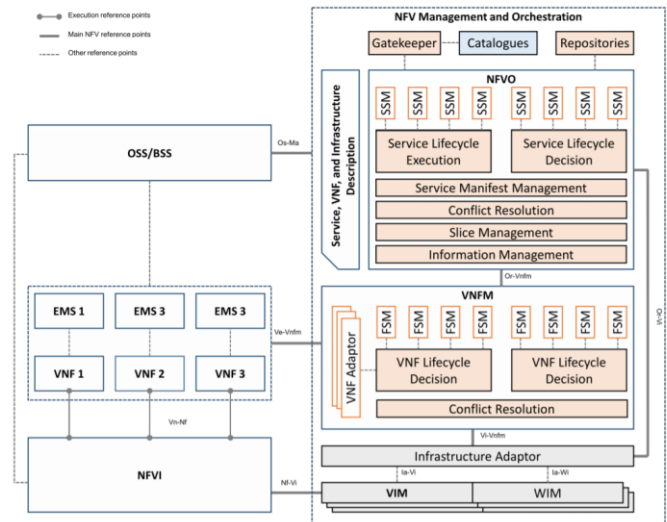 Execution reference points
Main NFV reference points
Other reference points
NFV Management and Orchestration
Gatekeeper
Catalogues
Repositories
Service, VNF, and Infrastructure
Description
NFVO
SSM
SSM
SSM
SSM
SSM
SSM
SSM
SSM
Service Lifecycle
Execution
Service Lifecycle
Decision
Service Manifest Management
Conflict Resolution
Slice Management
Information Management
OSS/BSS
Os-Ma
Or-Vnfm
Or-Vi
EMS 1
EMS 3
EMS 3
VNF 1
VNF 2
VNF 3
Ve-Vnfm
VNFM
VNF Adaptor
FSM
FSM
FSM
FSM
FSM
FSM
FSM
FSM
VNF Lifecycle
Decision
VNF Lifecycle
Decision
Conflict Resolution
Vn-Nf
Vi-Vnfm
Infrastructure Adaptor
NFVI
Nf-Vi
Ia-Vi
Ia-Wi
VIM
WIM